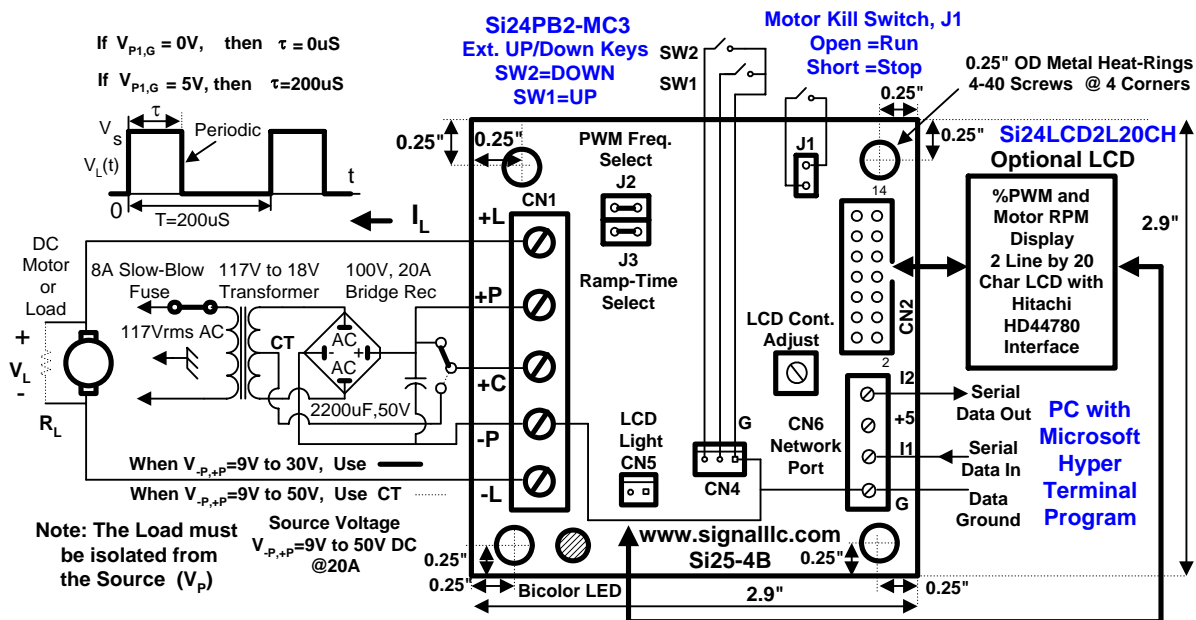 If V_P1,G = 0V, then τ = 0uS
If V_P1,G = 5V, then τ=200uS
τ
V_S
Periodic
V_L(t)
t
0
T=200uS
I_L
Si24PB2-MC3
Ext. UP/Down Keys
SW2=DOWN
SW1=UP
SW2
SW1
Motor Kill Switch, J1
Open =Run
Short =Stop
0.25" OD Metal Heat-Rings
4-40 Screws @ 4 Corners
0.25"
0.25"
0.25"
0.25"
Si24LCD2L20CH
Optional LCD
%PWM and
Motor RPM
Display
2 Line by 20
Char LCD with
Hitachi
HD44780
Interface
2.9"
PWM Freq.
Select
J2
J3
Ramp-Time
Select
J1
14
CN2
2
CN1
+L
+P
+C
-P
-L
DC
Motor
or
Load
8A Slow-Blow
Fuse
117V to 18V
Transformer
100V, 20A
Bridge Rec
117Vrms AC
CT
AC
-
+
AC
2200uF,50V
+
V_L
-
R_L
LCD Cont.
Adjust
LCD
Light
CN5
G
CN4
CN6
Network
Port
I2
+5
I1
G
Serial
Data Out
Serial
Data In
Data
Ground
PC with
Microsoft
Hyper
Terminal
Program
When V_-P,+P=9V to 30V, Use
When V_-P,+P=9V to 50V, Use CT
Note: The Load must
be isolated from
the Source (V_P)
Source Voltage
V_-P,+P=9V to 50V DC
@20A
www.signalllc.com
Si25-4B
0.25"
0.25"
0.25"
0.25"
Bicolor LED
2.9"